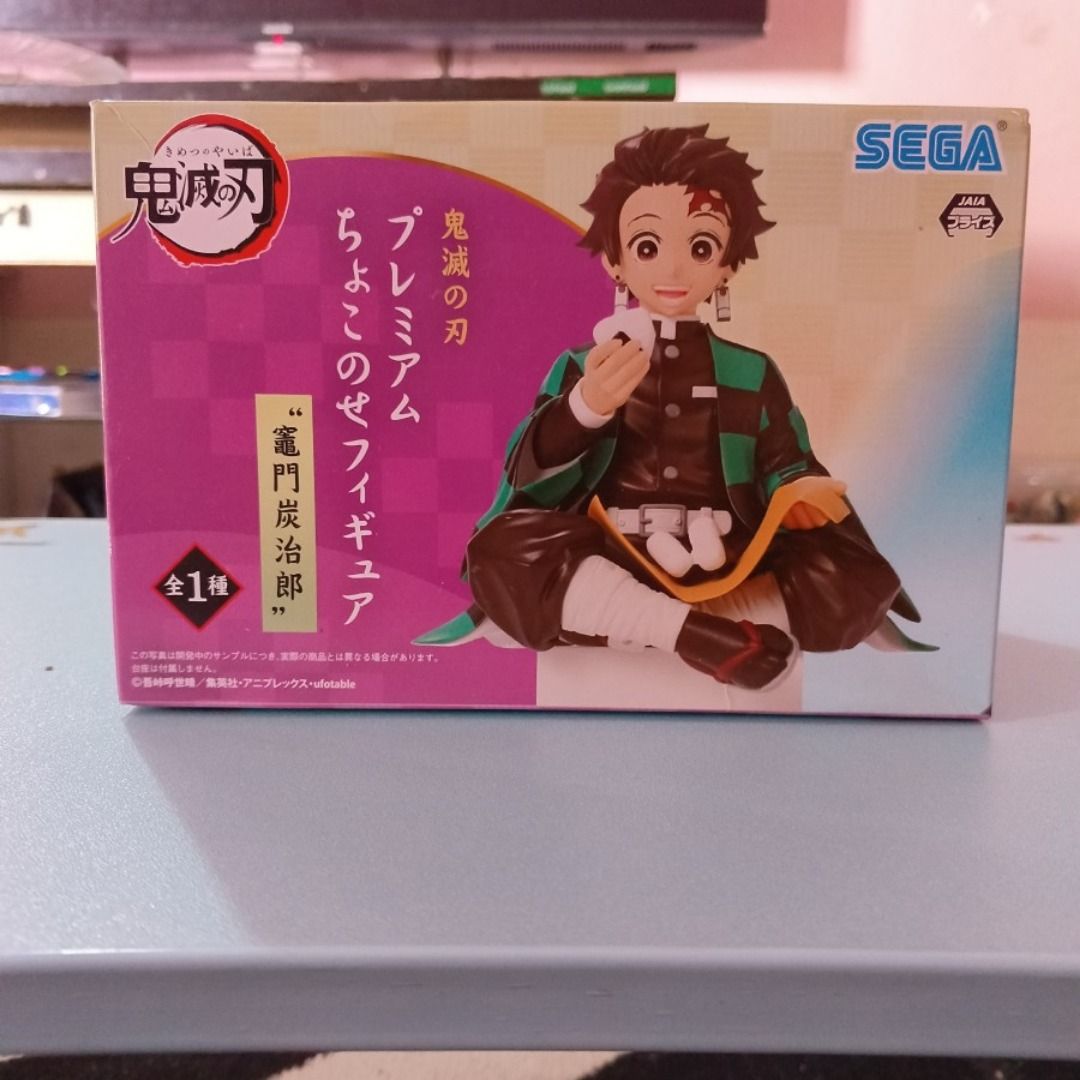 きめつのやいば
鬼滅の刃
SEGA®
JAIA
プライズ
鬼滅の刃
プレミアム
ちょこのせフィギュア
“竈門炭治郎”
全1種
この写真は開発中のサンプルにつき、実際の商品とは異なる場合があります。
台座は付属しません。
©吾峠呼世晴／集英社・アニプレックス・ufotable